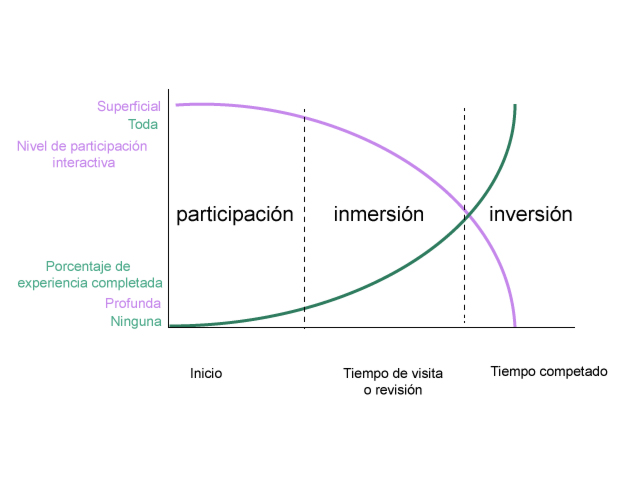 Superficial
Toda
Nivel de participación
interactiva
participación
inmersión
inversión
Porcentaje de
experiencia completada
Profunda
Ninguna
Inicio
Tiempo de visita
o revisión
Tiempo competado